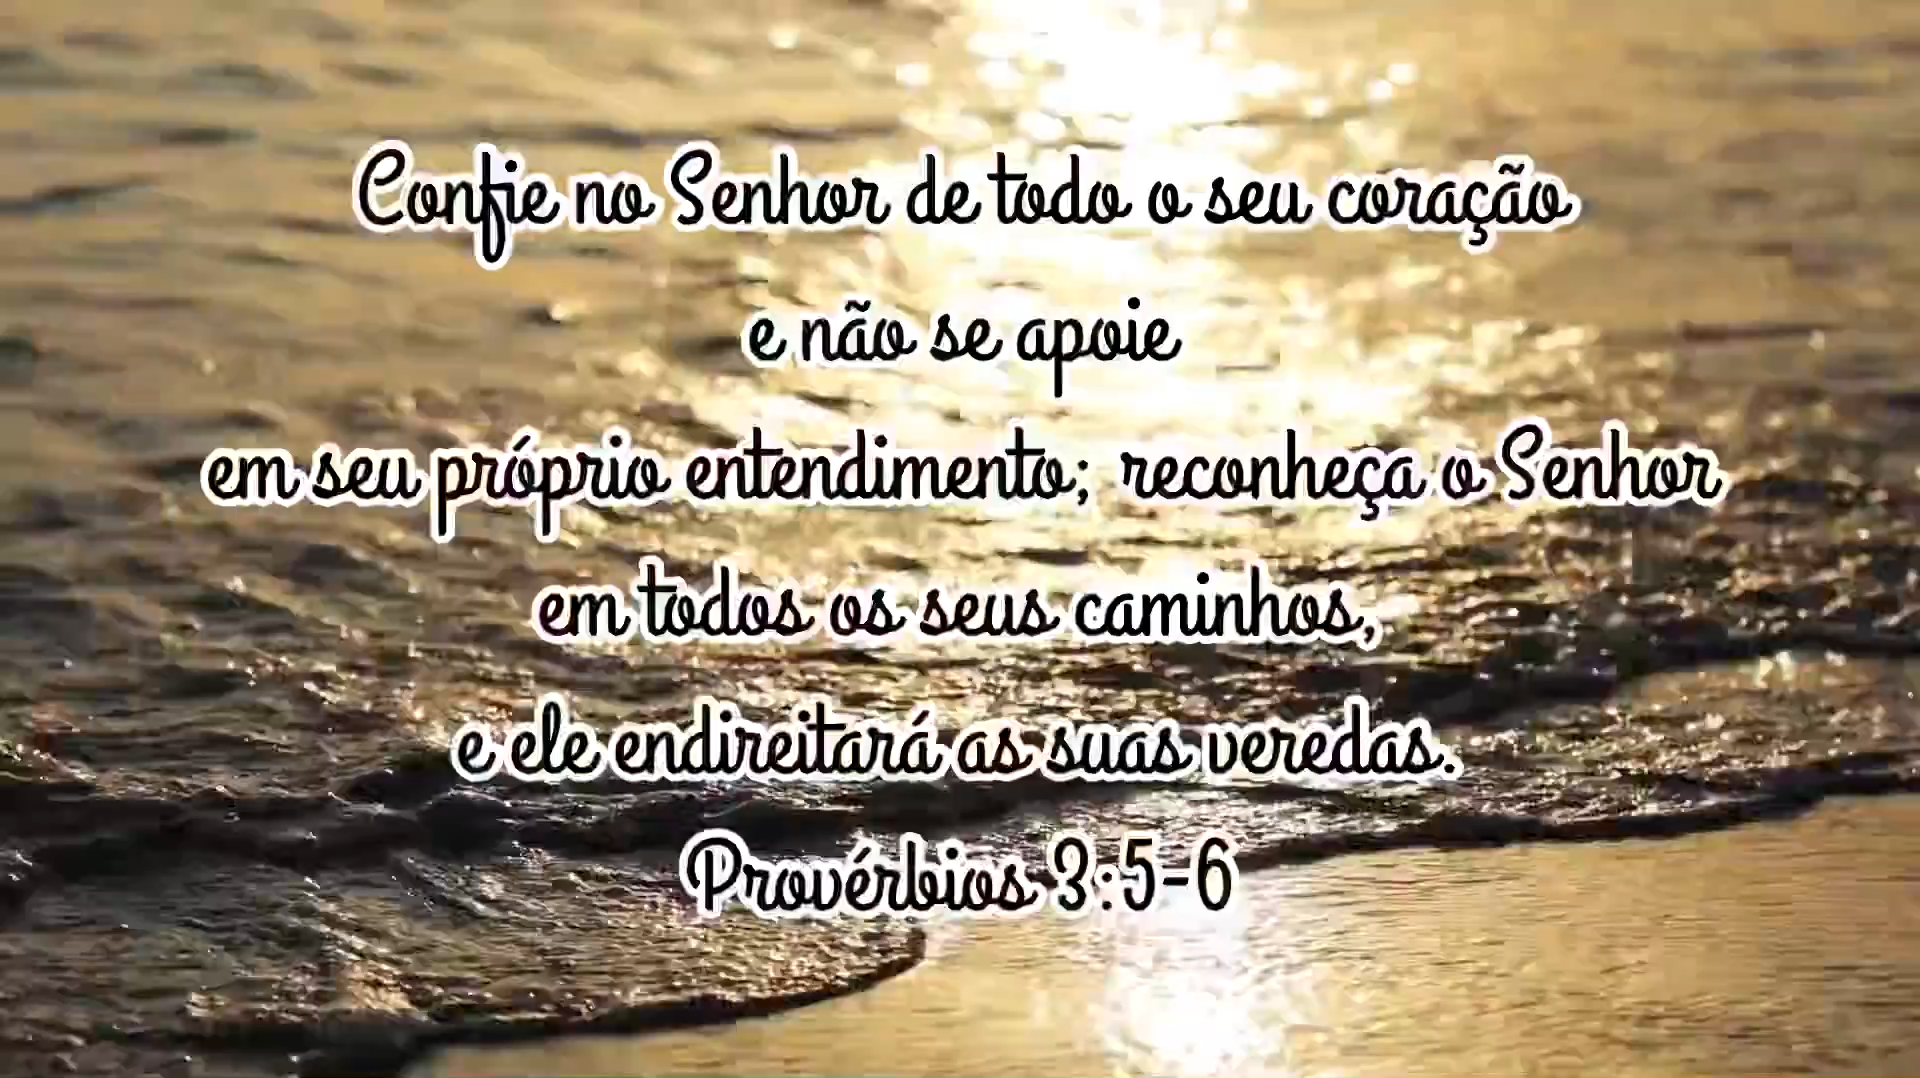 Confie no Senhor de todo o seu coração
e não se apoie
em seu próprio entendimento; reconheça o Senhor
em todos os seus caminhos,
e ele endireitará as suas veredas.
Provérbios 3:5-6